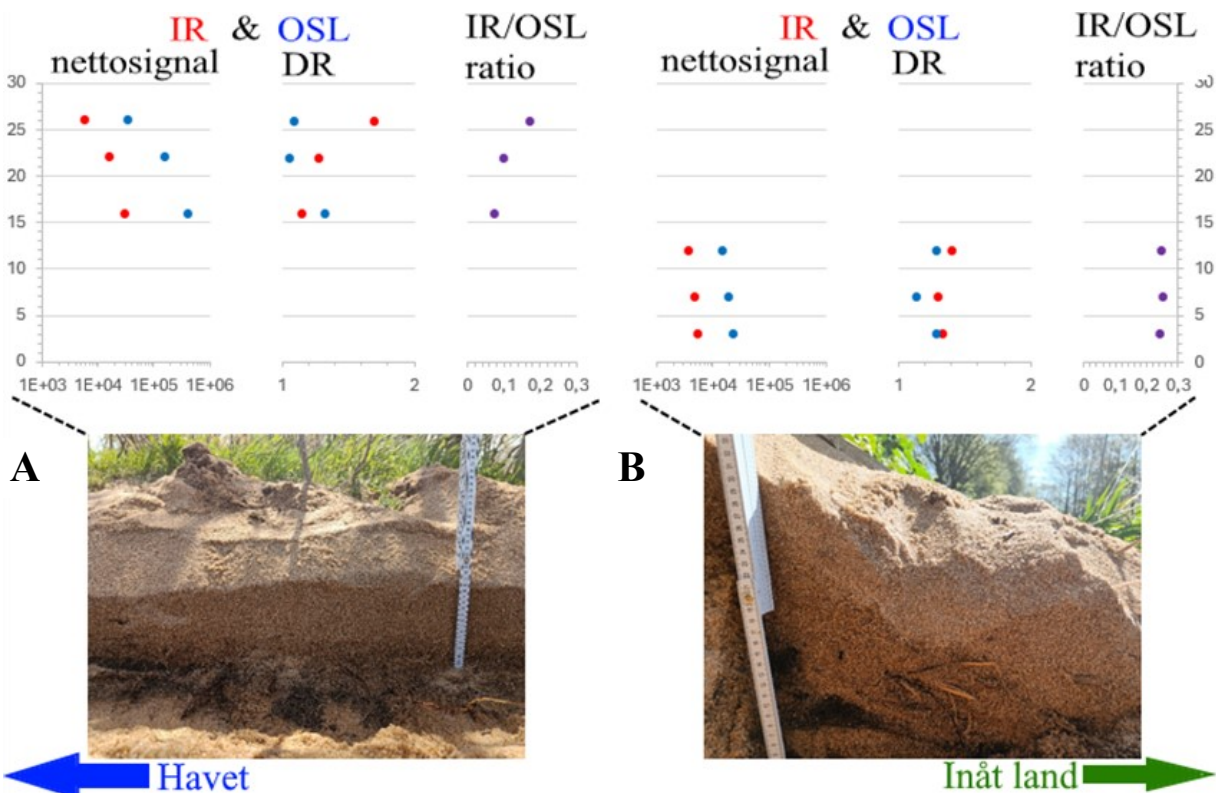 IR & OSL IR/OSL IR & OSL IR/OSL
nettosignal DR ratio nettosignal DR ratio
30 30
25 25
20 20
15 15
10 10
5 5
0 0
1E+03 1E+04 1E+05 1E+06 1 2 0 0,1 0,2 0,3 1E+03 1E+04 1E+05 1E+06 1 2 0 0,1 0,2 0,3
A B
Havet Inåt land